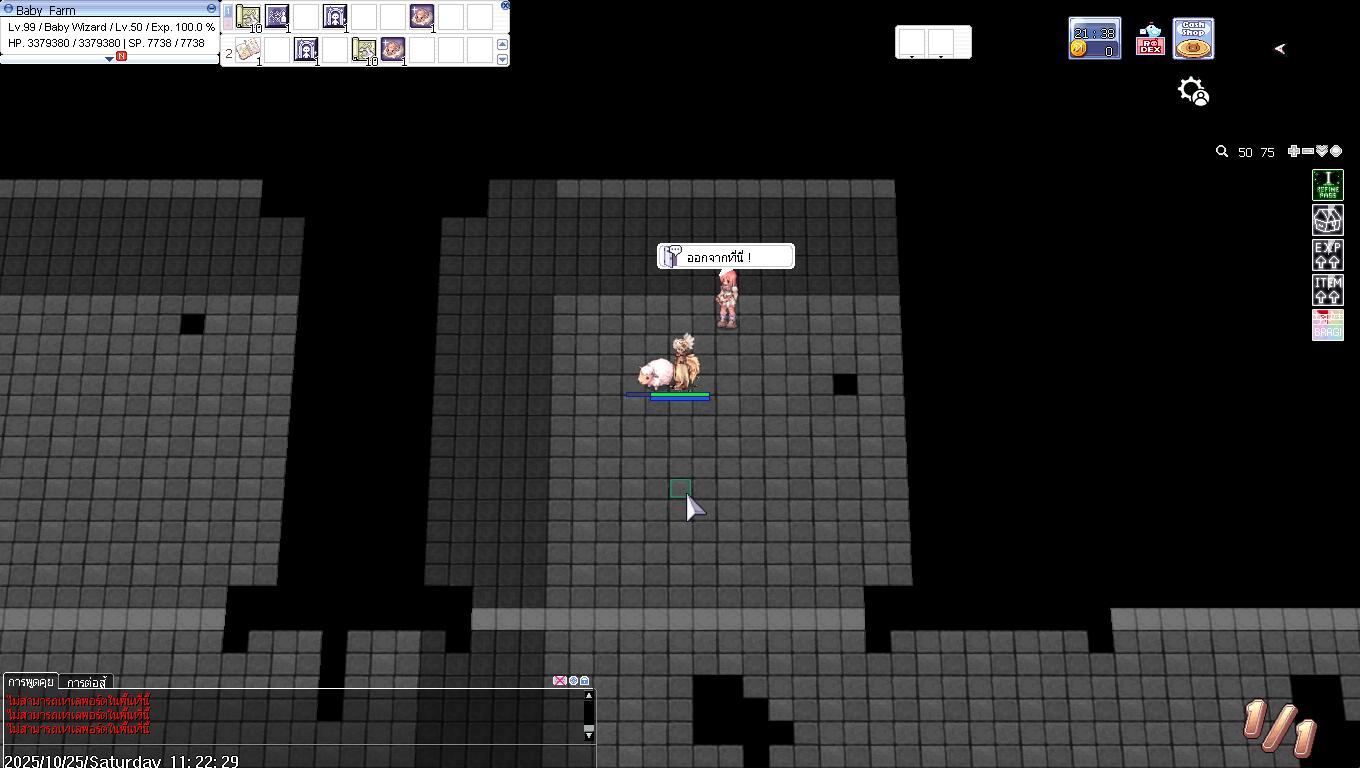 Baby Farm
Lv.99 / Baby Wizard / Lv.50 / Exp. 100.0 %
HP. 3379380 / 3379380 | SP. 7738 / 7738
N
1
10
1
1
1
2
1
1
10
1
21 : 38
0
RO DEX
Cash Shop
50 75
I REFINE PASS
EXP
ITEM
BRAGI
ออกจากที่นี่ !
การพูดคุย
การต่อสู้
ไม่สามารถเทเลพอร์ตในพื้นที่นี้
ไม่สามารถเทเลพอร์ตในพื้นที่นี้
ไม่สามารถเทเลพอร์ตในพื้นที่นี้
2025/10/25/Saturday 11: 22: 29
1/1